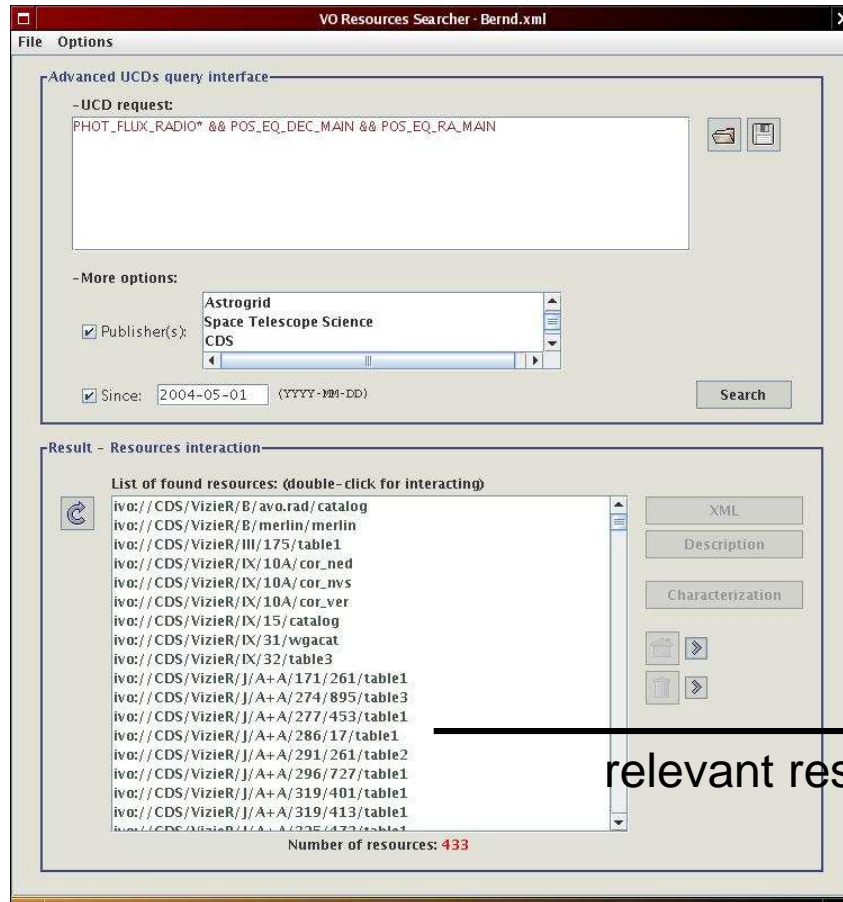 VO Resources Searcher - Bernd.xml
File Options
Advanced UCDs query interface
-UCD request:
PHOT_FLUX_RADIO* && POS_EQ_DEC_MAIN && POS_EQ_RA_MAIN
-More options:
Astrogrid
Space Telescope Science
CDS
Publisher(s):
Since: 2004-05-01 (YYYY-MM-DD)
Search
Result - Resources interaction
List of found resources: (double-click for interacting)
ivo://CDS/VizieR/B/avo.rad/catalog
ivo://CDS/VizieR/B/merlin/merlin
ivo://CDS/VizieR/III/175/table1
ivo://CDS/VizieR/IX/10A/cor_ned
ivo://CDS/VizieR/IX/10A/cor_nvs
ivo://CDS/VizieR/IX/10A/cor_ver
ivo://CDS/VizieR/IX/15/catalog
ivo://CDS/VizieR/IX/31/wgacat
ivo://CDS/VizieR/IX/32/table3
ivo://CDS/VizieR/J/A+A/171/261/table1
ivo://CDS/VizieR/J/A+A/274/895/table3
ivo://CDS/VizieR/J/A+A/277/453/table1
ivo://CDS/VizieR/J/A+A/286/17/table1
ivo://CDS/VizieR/J/A+A/291/261/table2
ivo://CDS/VizieR/J/A+A/296/727/table1
ivo://CDS/VizieR/J/A+A/319/401/table1
ivo://CDS/VizieR/J/A+A/319/413/table1
XML
Description
Characterization
relevant res
Number of resources: 433